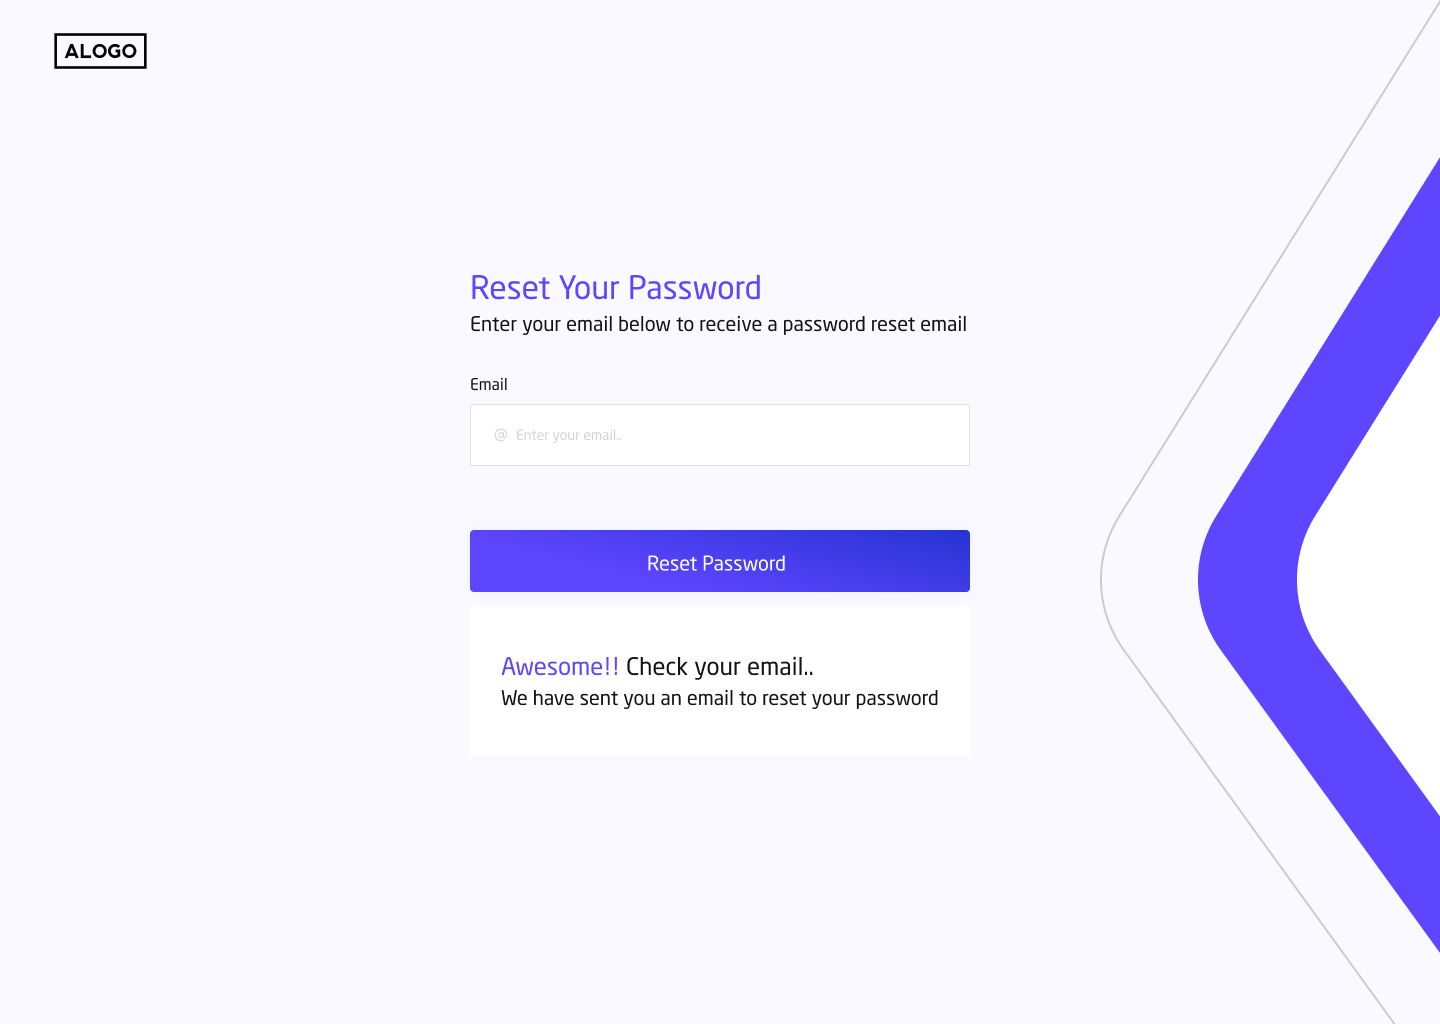 ALOGO
Reset Your Password
Enter your email below to receive a password reset email
Email
@ Enter your email..
Reset Password
Awesome!! Check your email..
We have sent you an email to reset your password